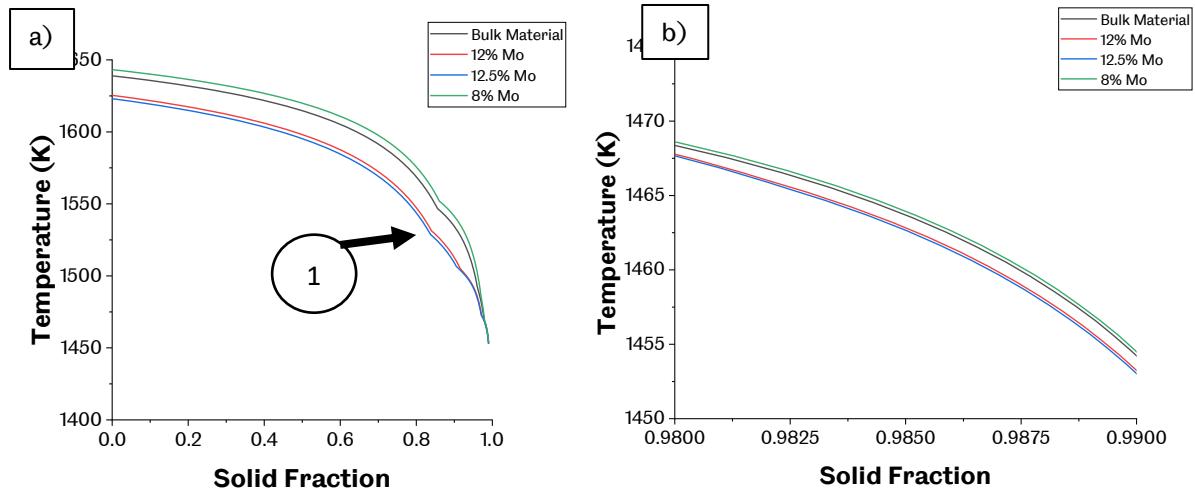 a)
Bulk Material
12% Mo
12.5% Mo
8% Mo
650
1600
1550
1500
1450
1400
Temperature (K)
1
0.0 0.2 0.4 0.6 0.8 1.0
Solid Fraction
b)
Bulk Material
12% Mo
12.5% Mo
8% Mo
14
1470
1465
1460
1455
1450
Temperature (K)
0.9800 0.9825 0.9850 0.9875 0.9900
Solid Fraction